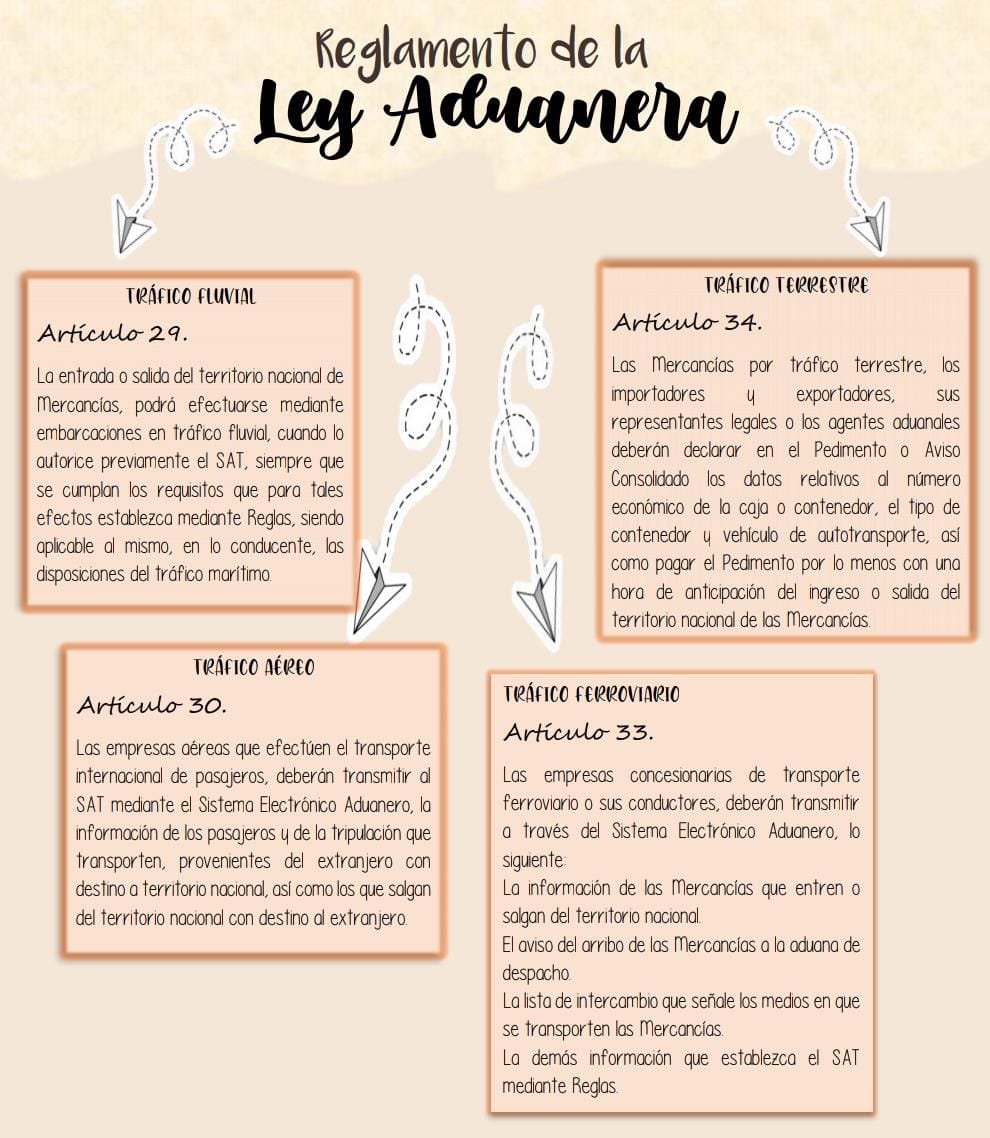 Reglamento de la
Ley Aduanera
TRÁFICO FLUVIAL
Artículo 29.
La entrada o salida del territorio nacional de
Mercancías, podrá efectuarse mediante
embarcaciones en tráfico fluvial, cuando lo
autorice previamente el SAT, siempre que
se cumplan los requisitos que para tales
efectos establezca mediante Reglas, siendo
aplicable al mismo, en lo conducente, las
disposiciones del tráfico marítimo.
TRÁFICO TERRESTRE
Artículo 34.
Las Mercancías por tráfico terrestre, los
importadores y exportadores, sus
representantes legales o los agentes aduanales
deberán declarar en el Pedimento o Aviso
Consolidado los datos relativos al número
económico de la caja o contenedor, el tipo de
contenedor y vehículo de autotransporte, así
como pagar el Pedimento por lo menos con una
hora de anticipación del ingreso o salida del
territorio nacional de las Mercancías.
TRÁFICO AÉREO
Artículo 30.
Las empresas aéreas que efectúen el transporte
internacional de pasajeros, deberán transmitir al
SAT mediante el Sistema Electrónico Aduanero, la
información de los pasajeros y de la tripulación que
transporten, provenientes del extranjero con
destino a territorio nacional, así como los que salgan
del territorio nacional con destino al extranjero.
TRÁFICO FERROVIARIO
Artículo 33.
Las empresas concesionarias de transporte
ferroviario o sus conductores, deberán transmitir
a través del Sistema Electrónico Aduanero, lo
siguiente:
La información de las Mercancías que entren o
salgan del territorio nacional.
El aviso del arribo de las Mercancías a la aduana de
despacho.
La lista de intercambio que señale los medios en que
se transporten las Mercancías.
La demás información que establezca el SAT
mediante Reglas.